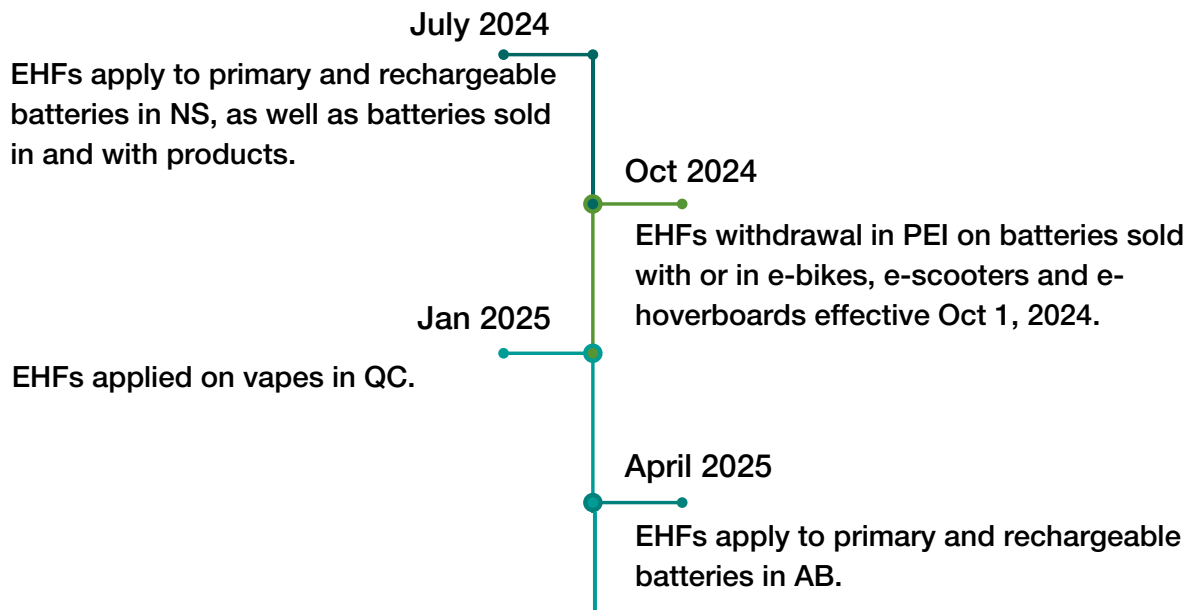 July 2024
EHFs apply to primary and rechargeable
batteries in NS, as well as batteries sold
in and with products.
Oct 2024
EHFs withdrawal in PEI on batteries sold
with or in e-bikes, e-scooters and e-
hoverboards effective Oct 1, 2024.
Jan 2025
EHFs applied on vapes in QC.
April 2025
EHFs apply to primary and rechargeable
batteries in AB.